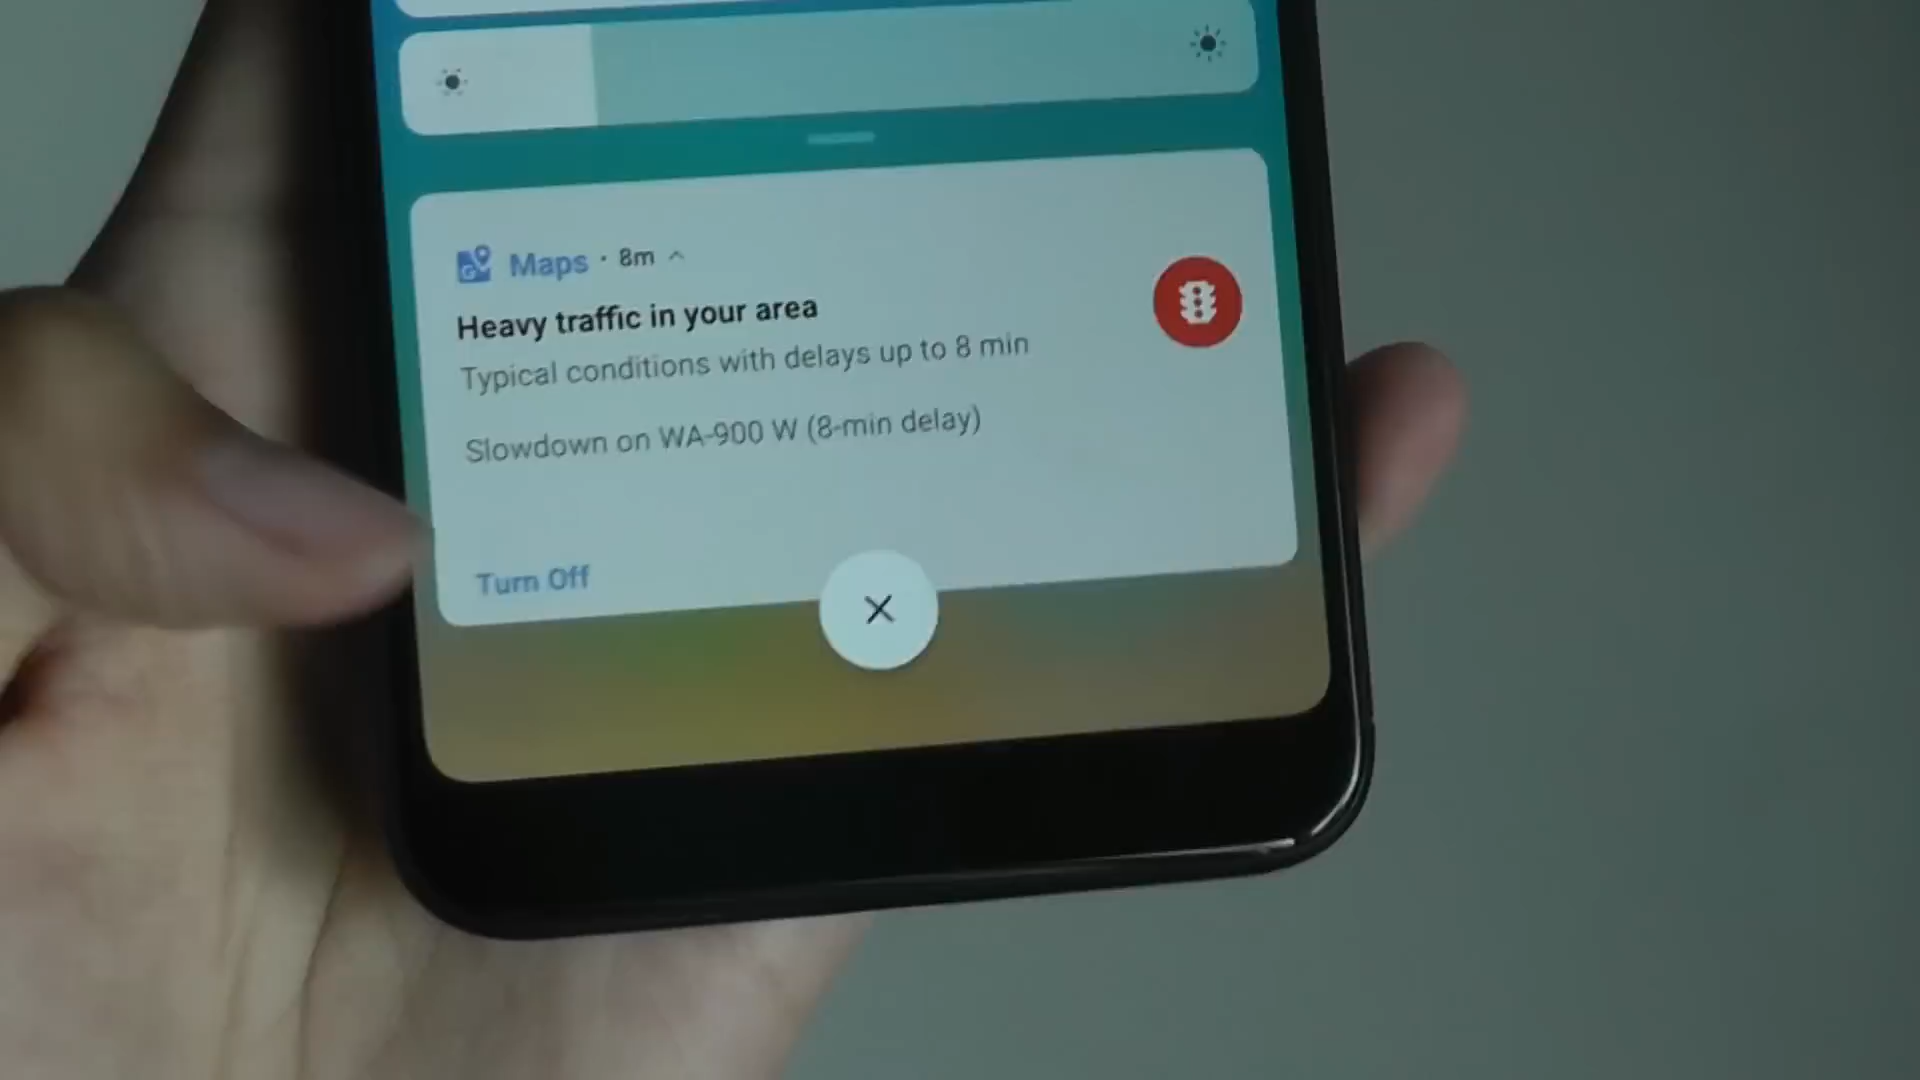 Maps · 8m
Heavy traffic in your area
Typical conditions with delays up to 8 min
Slowdown on WA-900 W (8-min delay)
Turn Off